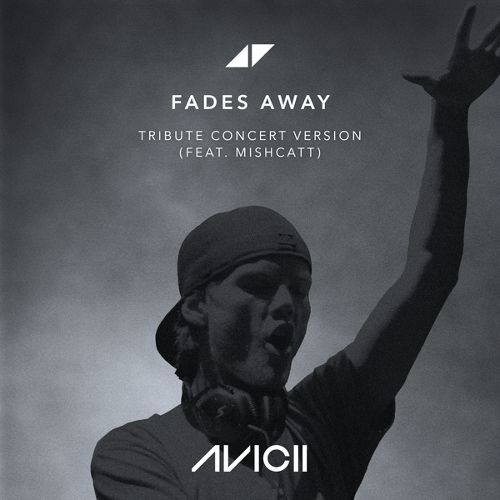 FADES AWAY
TRIBUTE CONCERT VERSION
(FEAT. MISHCATT)
AVICII